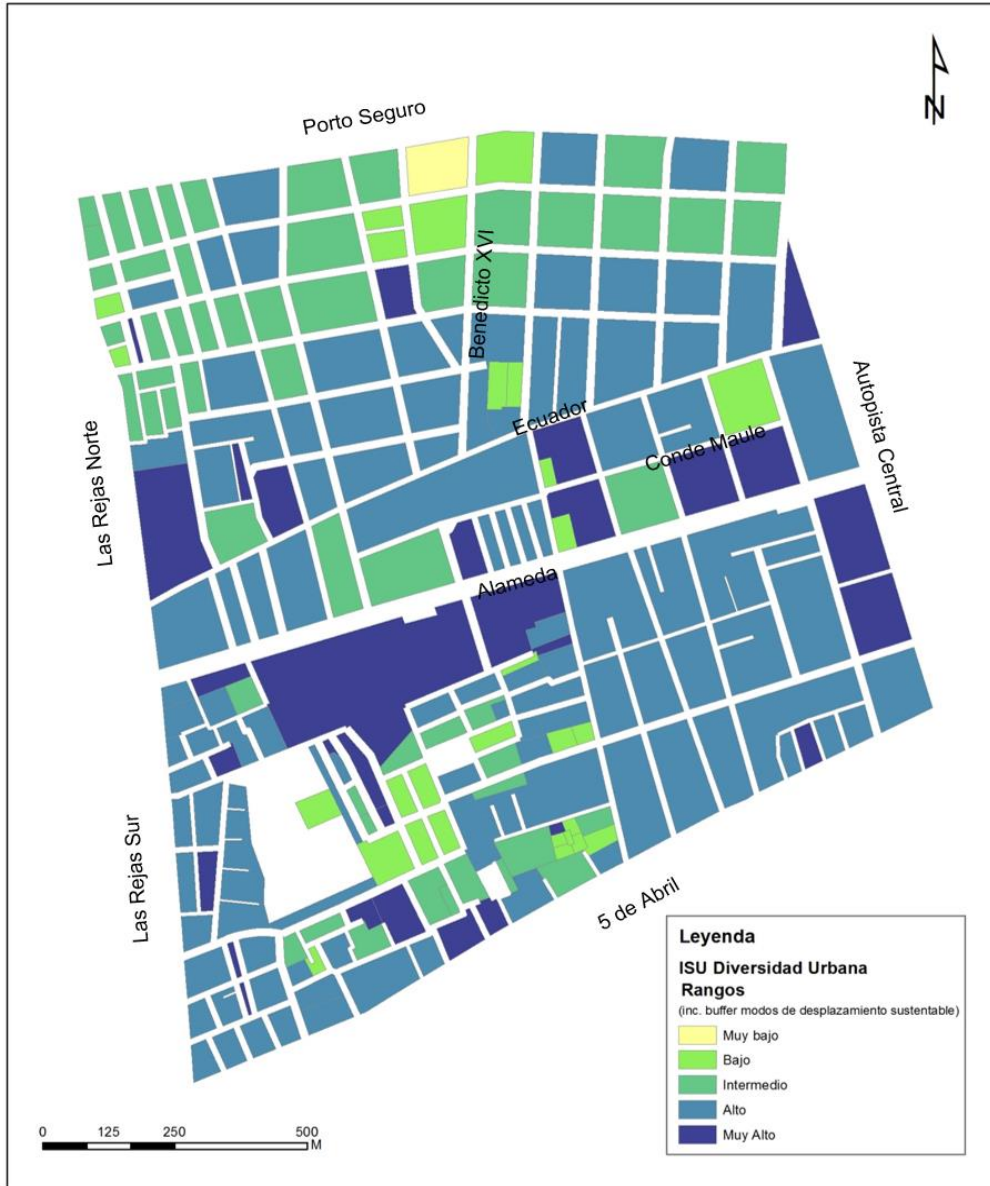 N
Porto Seguro
Benedicto XVI
Ecuador
Conde Maule
Autopista Central
Las Rejas Norte
Alameda
Las Rejas Sur
5 de Abril
Leyenda
ISU Diversidad Urbana
Rangos
(inc. buffer modos de desplazamiento sustentable)
Muy bajo
Bajo
Intermedio
Alto
Muy Alto
0 125 250 500
M